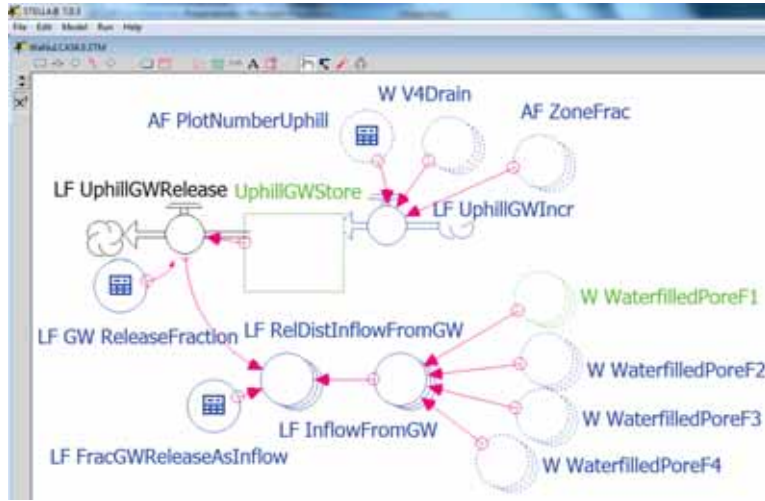 STELLA® 7.0.3
File Edit Model Run Help
W V4Drain
AF PlotNumberUphill
AF ZoneFrac
LF UphillGWRelease
UphillGWStore
LF UphillGWIncr
W WaterfilledPoreF1
LF GW ReleaseFraction
LF RelDistInflowFromGW
W WaterfilledPoreF2
W WaterfilledPoreF3
LF InflowFromGW
LF FracGWReleaseAsInflow
W WaterfilledPoreF4